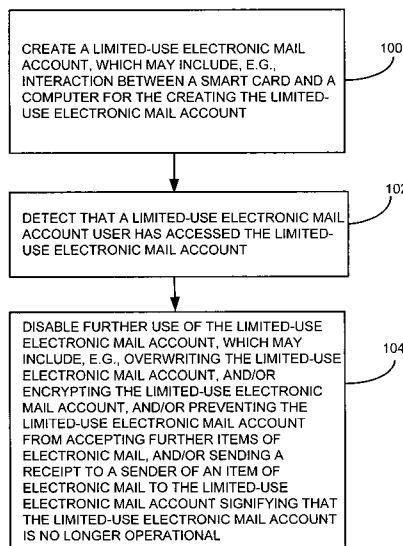 CREATE A LIMITED-USE ELECTRONIC MAIL
ACCOUNT, WHICH MAY INCLUDE, E.G.,
INTERACTION BETWEEN A SMART CARD AND A
COMPUTER FOR THE CREATING THE LIMITED-
USE ELECTRONIC MAIL ACCOUNT
100
DETECT THAT A LIMITED-USE ELECTRONIC MAIL
ACCOUNT USER HAS ACCESSED THE LIMITED-
USE ELECTRONIC MAIL ACCOUNT
102
DISABLE FURTHER USE OF THE LIMITED-USE
ELECTRONIC MAIL ACCOUNT, WHICH MAY
INCLUDE, E.G., OVERWRITING THE LIMITED-USE
ELECTRONIC MAIL ACCOUNT, AND/OR
ENCRYPTING THE LIMITED-USE ELECTRONIC
MAIL ACCOUNT, AND/OR PREVENTING THE
LIMITED-USE ELECTRONIC MAIL ACCOUNT
FROM ACCEPTING FURTHER ITEMS OF
ELECTRONIC MAIL, AND/OR SENDING A
RECEIPT TO A SENDER OF AN ITEM OF
ELECTRONIC MAIL TO THE LIMITED-USE
ELECTRONIC MAIL ACCOUNT SIGNIFYING THAT
THE LIMITED-USE ELECTRONIC MAIL ACCOUNT
IS NO LONGER OPERATIONAL
104